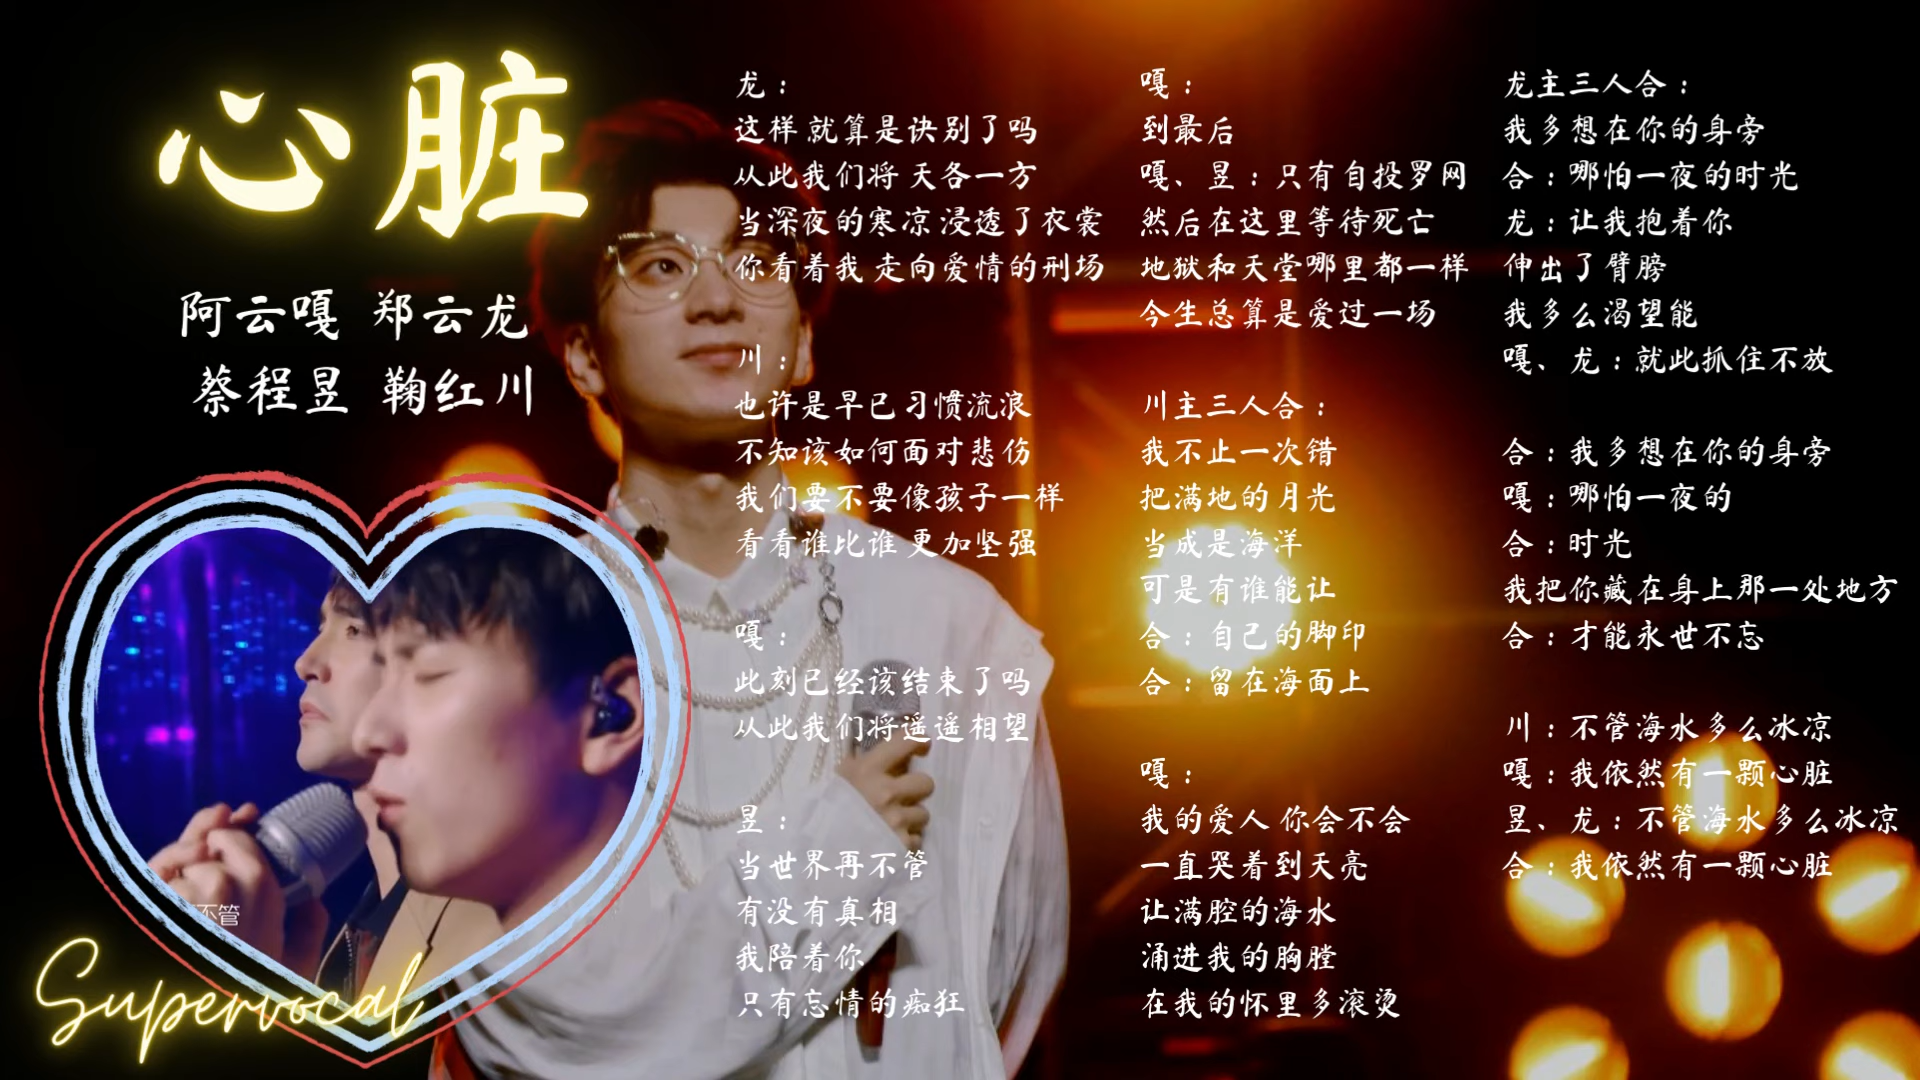 心脏
阿云嘎 郑云龙
蔡程昱 鞠红川
龙：
这样 就算是诀别了吗
从此我们将 天各一方
当深夜的寒凉 浸透了衣裳
你看着我 走向爱情的刑场
川：
也许是早已习惯流浪
不知该如何面对悲伤
我们要不要像孩子一样
看看谁比谁 更加坚强
嘎：
此刻已经该结束了吗
从此我们将遥遥相望
昱：
当世界再不管
有没有真相
我陪着你
只有忘情的痴狂
嘎：
到最后
嘎、昱：只有自投罗网
然后在这里等待死亡
地狱和天堂哪里都一样
今生总算是爱过一场
川主三人合：
我不止一次错
把满地的月光
当成是海洋
可是有谁能让
合：自己的脚印
合：留在海面上
嘎：
我的爱人 你会不会
一直哭着到天亮
让满腔的海水
涌进我的胸膛
在我的怀里多滚烫
龙主三人合：
我多想在你的身旁
合：哪怕一夜的时光
龙：让我抱着你
伸出了臂膀
我多么渴望能
嘎、龙：就此抓住不放
合：我多想在你的身旁
嘎：哪怕一夜的
合：时光
我把你藏在身上那一处地方
合：才能永世不忘
川：不管海水多么冰凉
嘎：我依然有一颗心脏
昱、龙：不管海水多么冰凉
合：我依然有一颗心脏
不管
Supervocal